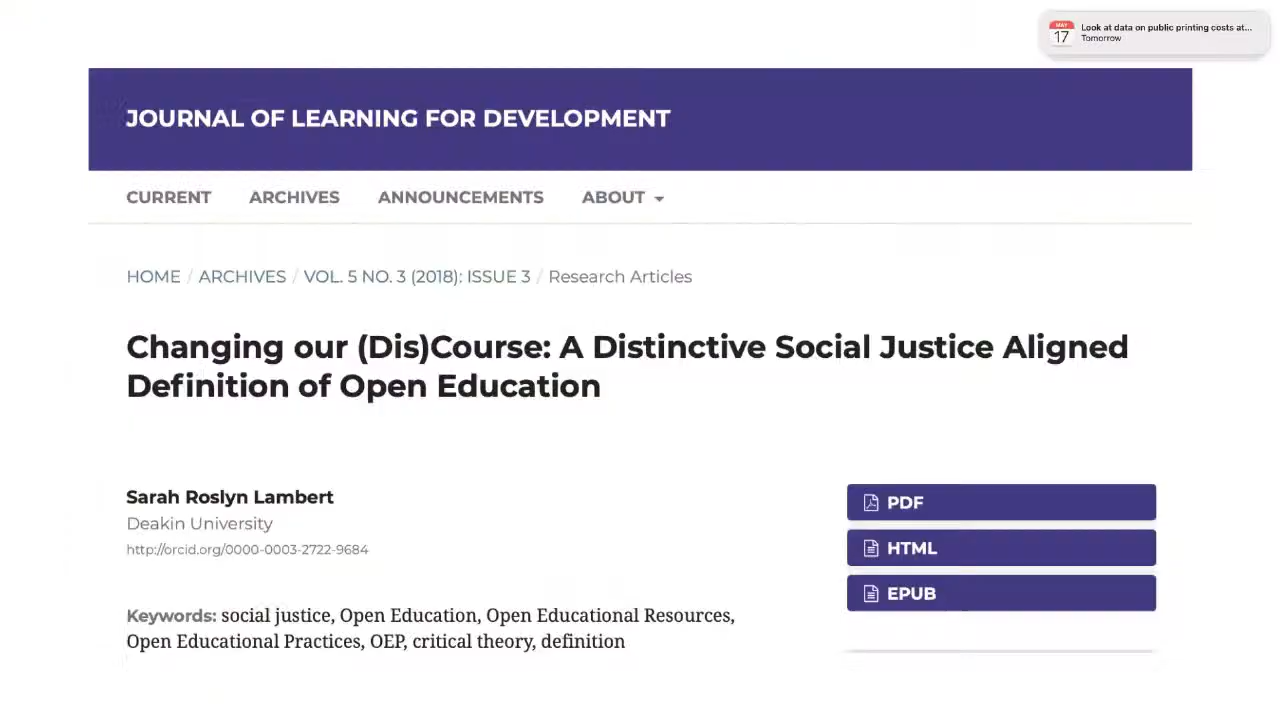 MAY
17
Look at data on public printing costs at...
Tomorrow
JOURNAL OF LEARNING FOR DEVELOPMENT
CURRENT ARCHIVES ANNOUNCEMENTS ABOUT
HOME / ARCHIVES / VOL. 5 NO. 3 (2018): ISSUE 3 / Research Articles
Changing our (Dis)Course: A Distinctive Social Justice Aligned
Definition of Open Education
Sarah Roslyn Lambert
Deakin University
http://orcid.org/0000-0003-2722-9684
Keywords: social justice, Open Education, Open Educational Resources,
Open Educational Practices, OEP, critical theory, definition
PDF
HTML
EPUB